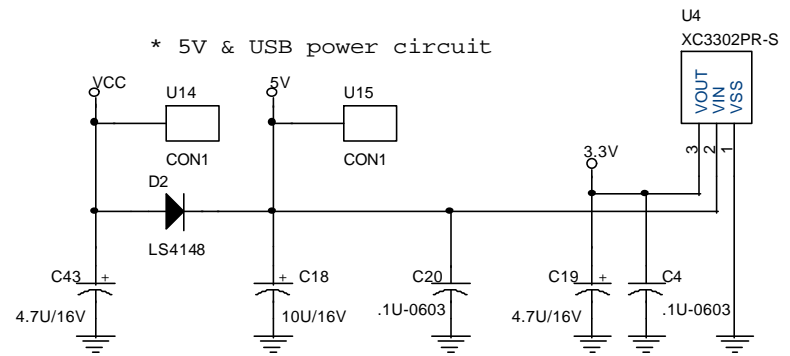 U4
XC3302PR-S
* 5V & USB power circuit
VCC
U14
5V
U15
VOUT
VIN
VSS
3
2
1
CON1
CON1
3.3V
D2
LS4148
C43
+
+
C18
C20
C19
+
C4
4.7U/16V
10U/16V
.1U-0603
4.7U/16V
.1U-0603